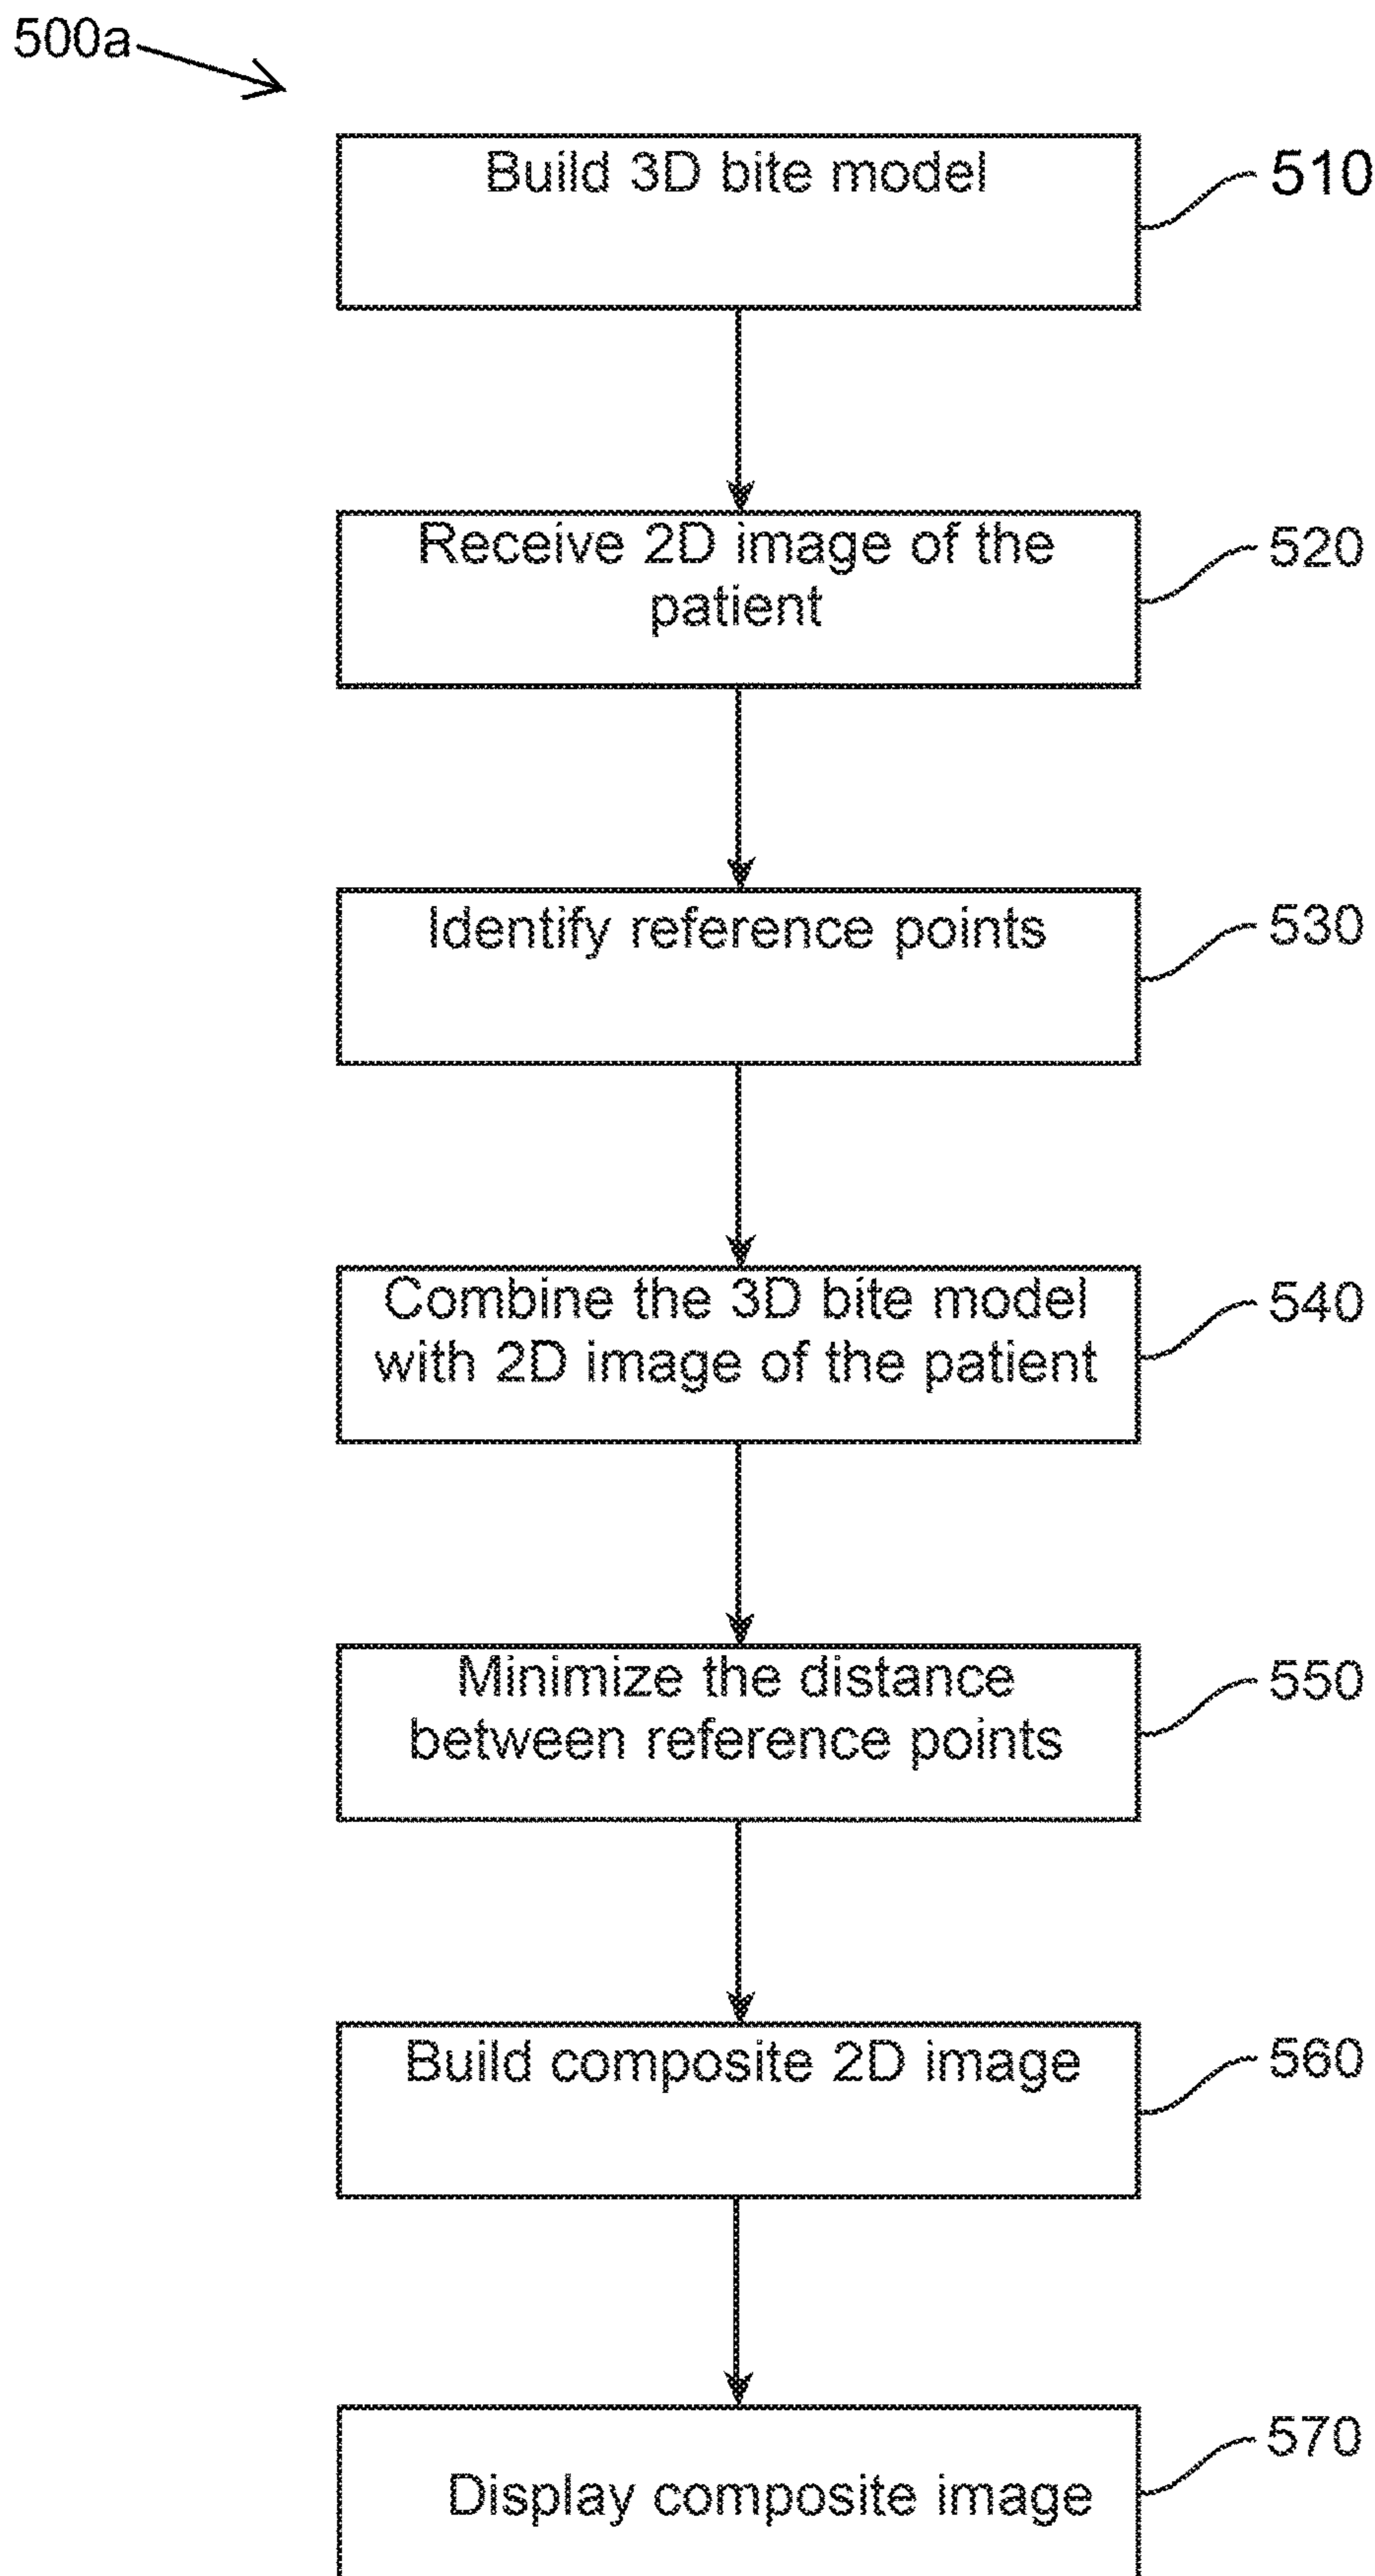 500a
Build 3D bite model
510
Receive 2D image of the
patient
520
Identify reference points
530
Combine the 3D bite model
with 2D image of the patient
540
Minimize the distance
between reference points
550
Build composite 2D image
560
Display composite image
570